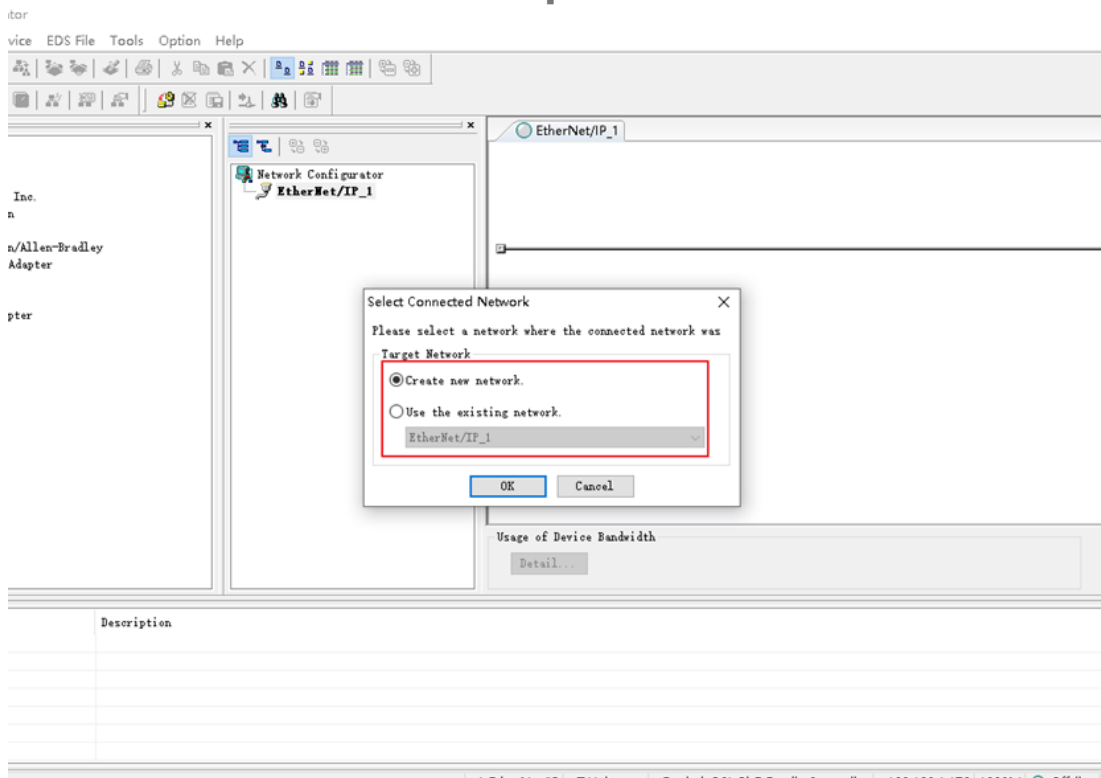 ator
vice EDS File Tools Option Help
EtherNet/IP_1
Network Configurator
EtherNet/IP_1
Inc.
n
n/Allen-Bradley
Adapter
pter
Select Connected Network
Please select a network where the connected network was
Target Network
Create new network.
Use the existing network.
EtherNet/IP_1
OK
Cancel
Usage of Device Bandwidth
Detail...
Description